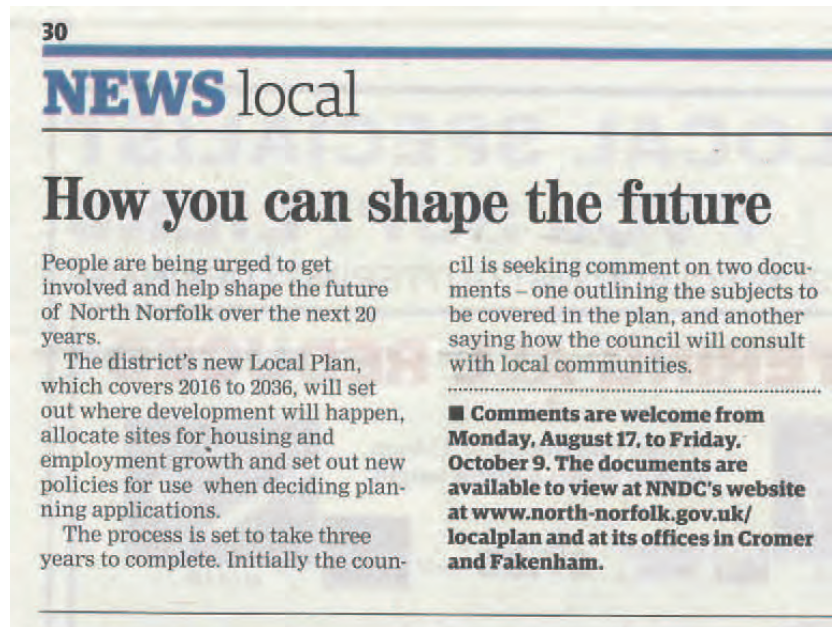 30
NEWS local
How you can shape the future
People are being urged to get
involved and help shape the future
of North Norfolk over the next 20
years.
The district's new Local Plan,
which covers 2016 to 2036, will set
out where development will happen,
allocate sites for housing and
employment growth and set out new
policies for use when deciding plan-
ning applications.
The process is set to take three
years to complete. Initially the coun-
cil is seeking comment on two docu-
ments – one outlining the subjects to
be covered in the plan, and another
saying how the council will consult
with local communities.
■ Comments are welcome from
Monday, August 17, to Friday,
October 9. The documents are
available to view at NNDC's website
at www.north-norfolk.gov.uk/
localplan and at its offices in Cromer
and Fakenham.